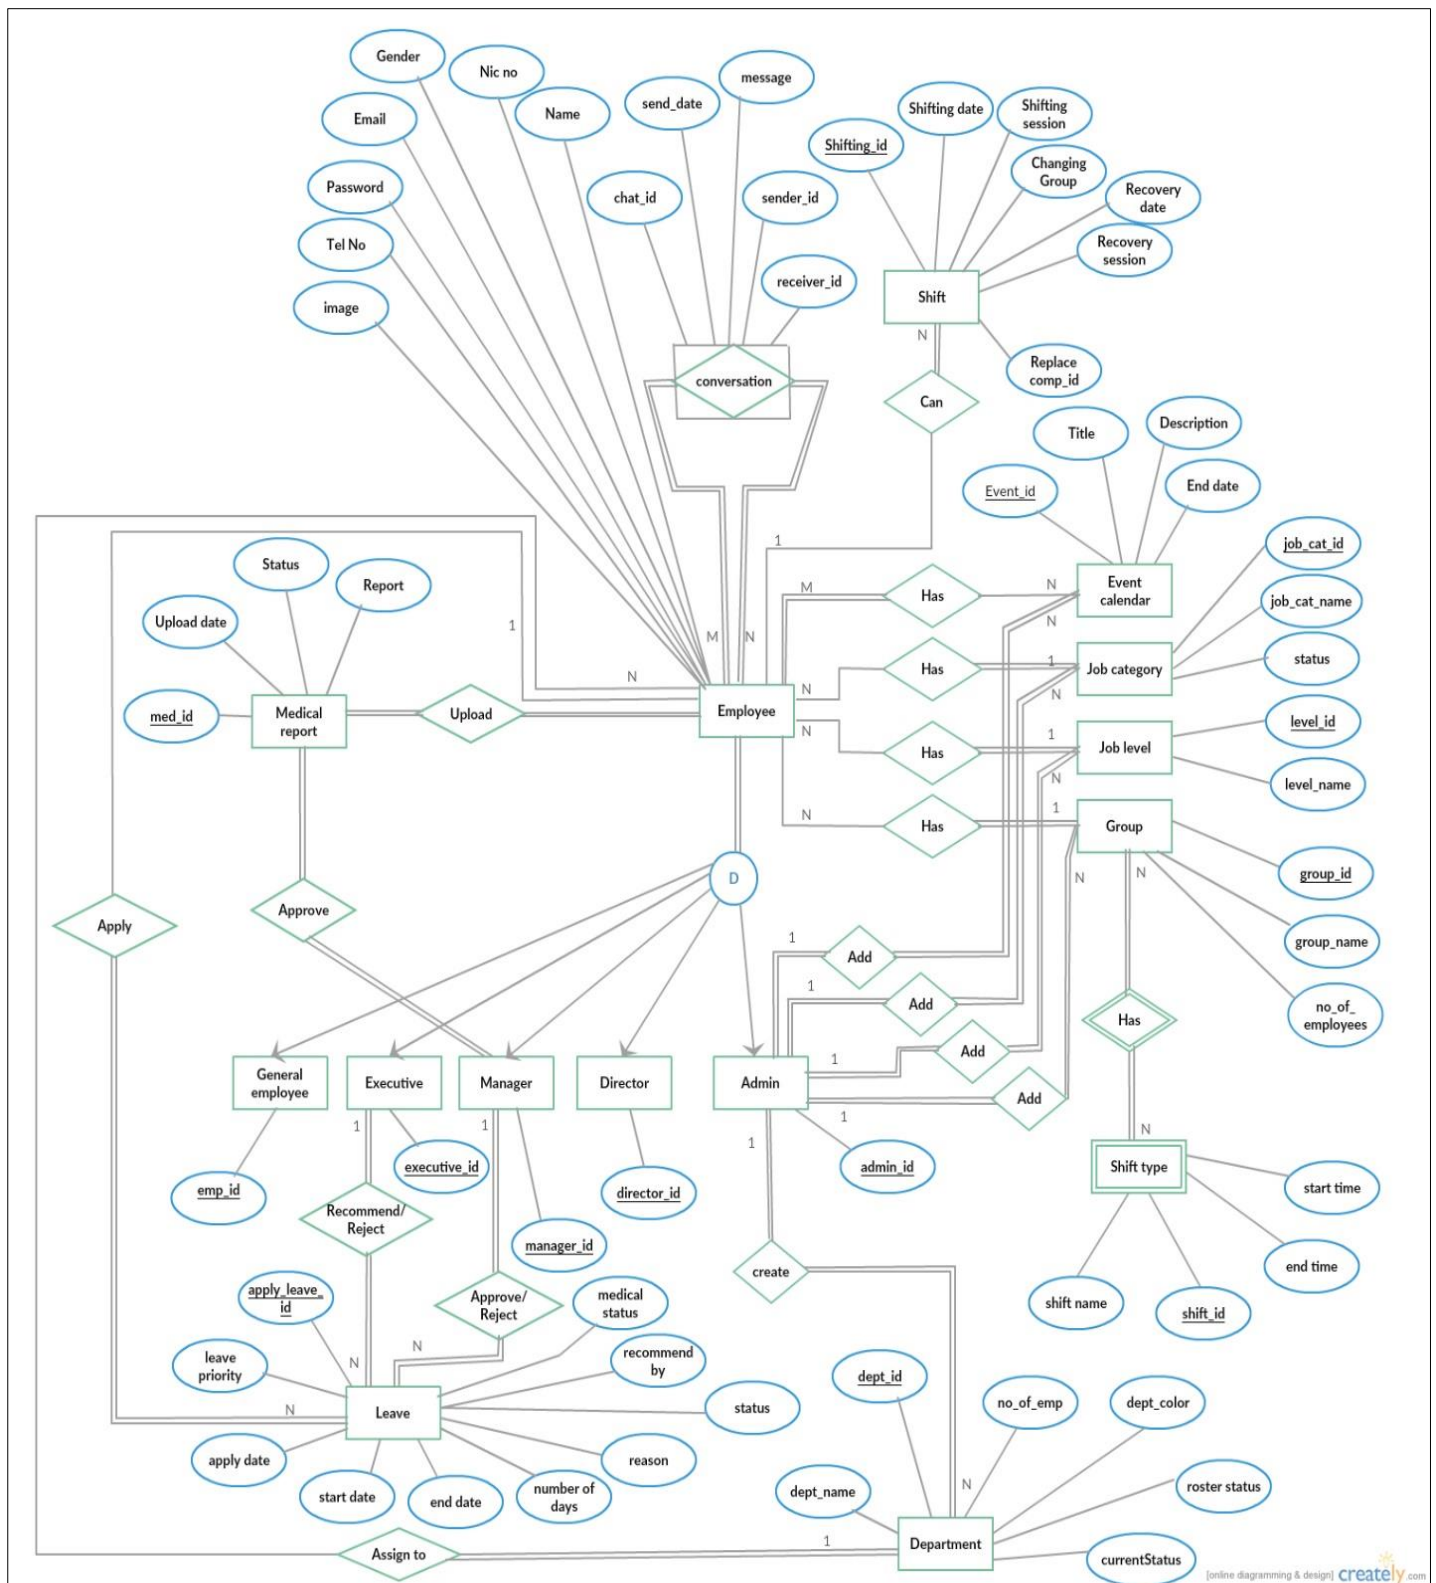 Gender
Nic no
message
send_date
Name
Email
Shifting date
Shifting
session
Shifting_id
Changing
Group
Password
chat_id
sender_id
Recovery
date
Tel No
Recovery
session
receiver_id
image
Shift
N
Replace
comp_id
conversation
Can
Title
Description
Event_id
End date
1
job_cat_id
Status
Report
M
Has
N
Event
calendar
job_cat_name
Upload date
1
M
N
N
status
1
N
Has
Job category
N
N
med_id
Medical
report
Upload
Employee
level_id
N
1
Has
Job level
N
level_name
N
Has
1
Group
D
N
N
group_id
Apply
Approve
1
Add
group_name
1
Add
Has
no_of_
employees
Add
1
General
employee
Executive
Manager
Director
Admin
Add
1
1
1
1
N
executive_id
admin_id
Shift type
emp_id
director_id
start time
Recommend/
Reject
manager_id
create
end time
apply_leave_
id
Approve/
Reject
medical
status
shift name
shift_id
N
N
leave
priority
recommend
by
dept_id
N
Leave
status
no_of_emp
dept_color
apply date
reason
start date
end date
number of
days
dept_name
N
roster status
Assign to
1
Department
currentStatus
[online diagramming & design] creately.com